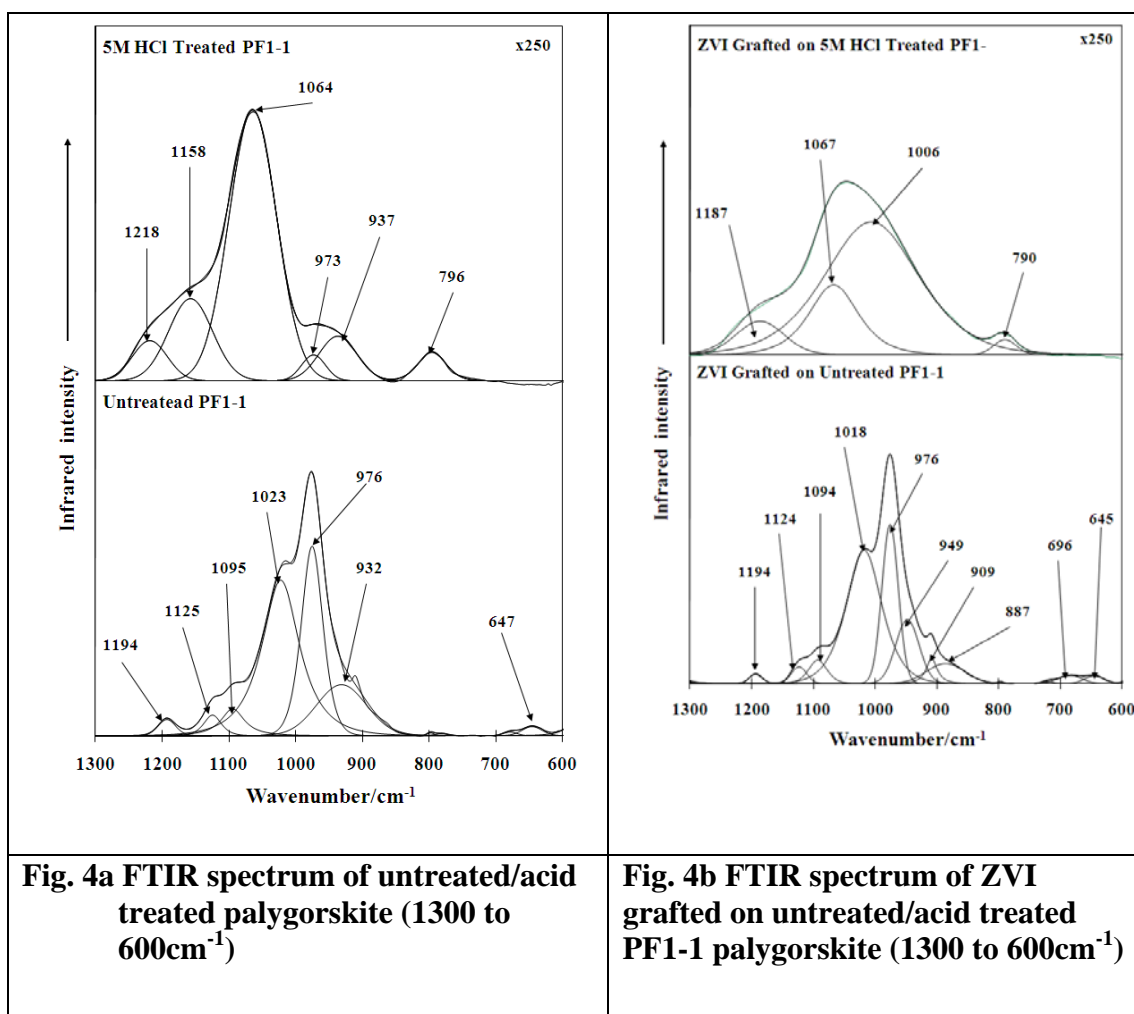 5M HCl Treated PF1-1
x250
1064
1158
1218
937
973
796
Infrared intensity
Untreatead PF1-1
976
1023
932
1095
1125
1194
647
1300 1200 1100 1000 900 800 700 600
Wavenumber/cm-1
ZVI Grafted on 5M HCl Treated PF1-
x250
1067
1006
1187
790
Infrared intensity
ZVI Grafted on Untreated PF1-1
1018
976
1094
1124
949
696
645
1194
909
887
1300 1200 1100 1000 900 800 700 600
Wavenumber/cm-1
Fig. 4a FTIR spectrum of untreated/acid
treated palygorskite (1300 to
600cm-1)
Fig. 4b FTIR spectrum of ZVI
grafted on untreated/acid treated
PF1-1 palygorskite (1300 to 600cm-1)